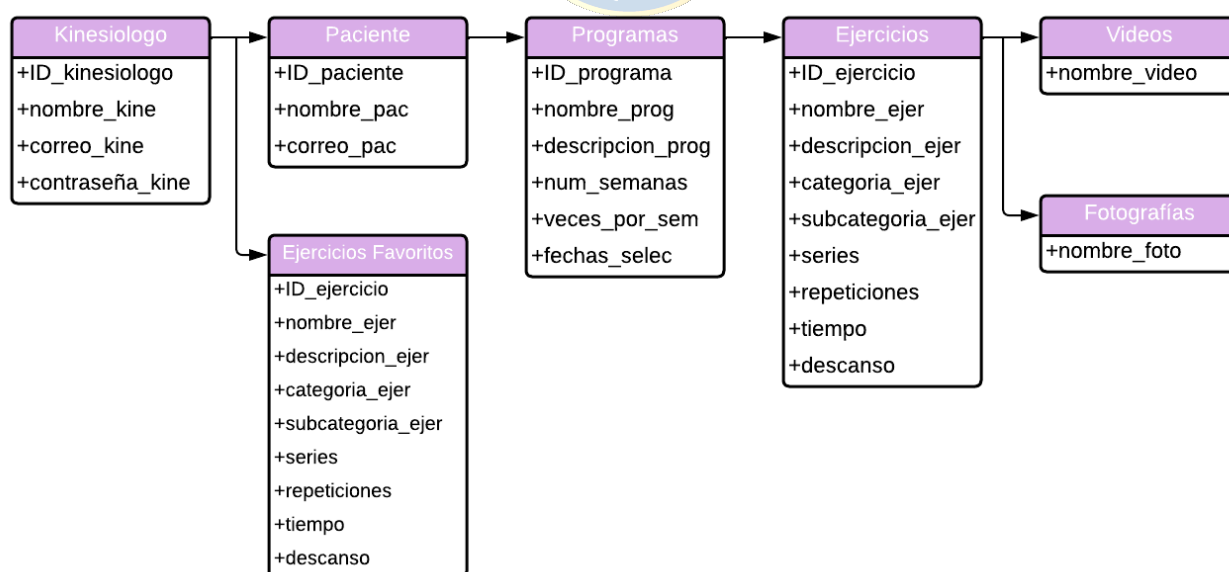 Kinesiologo
+ID_kinesiologo
+nombre_kine
+correo_kine
+contraseña_kine
Paciente
+ID_paciente
+nombre_pac
+correo_pac
Ejercicios Favoritos
+ID_ejercicio
+nombre_ejer
+descripcion_ejer
+categoria_ejer
+subcategoria_ejer
+series
+repeticiones
+tiempo
+descanso
Programas
+ID_programa
+nombre_prog
+descripcion_prog
+num_semanas
+veces_por_sem
+fechas_selec
Ejercicios
+ID_ejercicio
+nombre_ejer
+descripcion_ejer
+categoria_ejer
+subcategoria_ejer
+series
+repeticiones
+tiempo
+descanso
Videos
+nombre_video
Fotografías
+nombre_foto